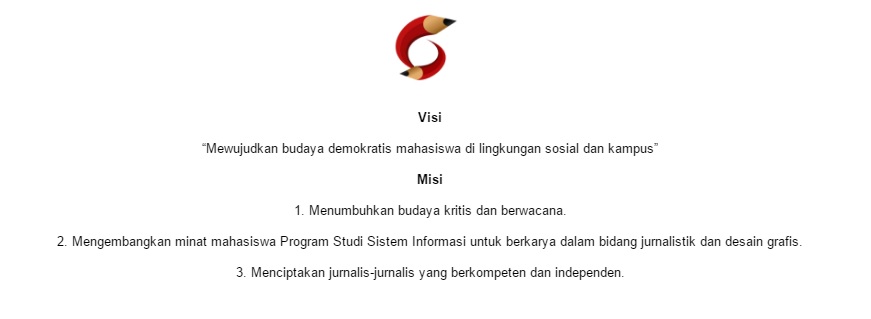 Visi
“Mewujudkan budaya demokratis mahasiswa di lingkungan sosial dan kampus”
Misi
1. Menumbuhkan budaya kritis dan berwacana.
2. Mengembangkan minat mahasiswa Program Studi Sistem Informasi untuk berkarya dalam bidang jurnalistik dan desain grafis.
3. Menciptakan jurnalis-jurnalis yang berkompeten dan independen.